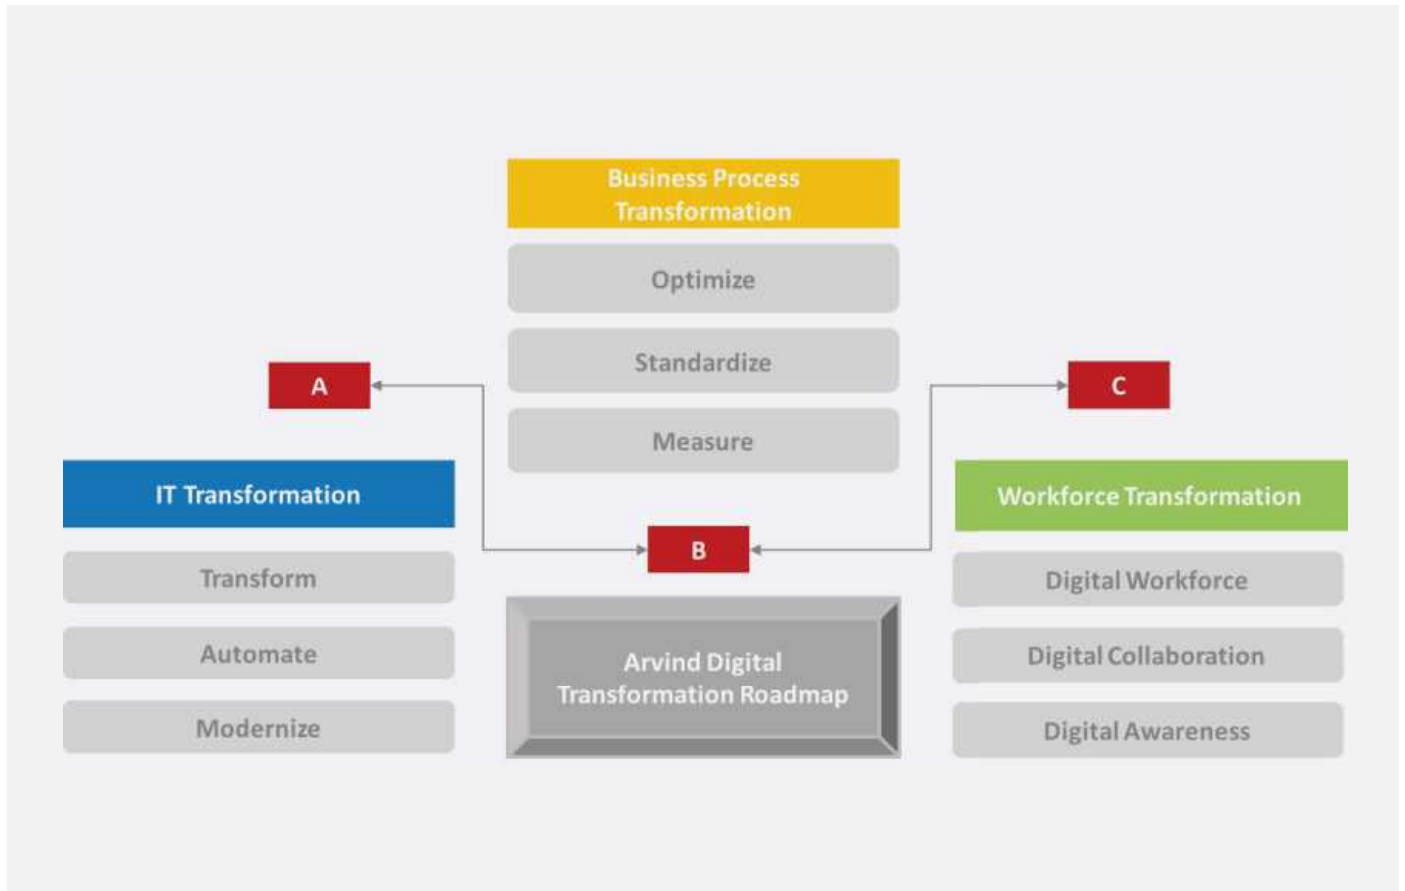 Business Process
Transformation
Optimize
Standardize
Measure
A
C
IT Transformation
Transform
Automate
Modernize
B
Arvind Digital
Transformation Roadmap
Workforce Transformation
Digital Workforce
Digital Collaboration
Digital Awareness